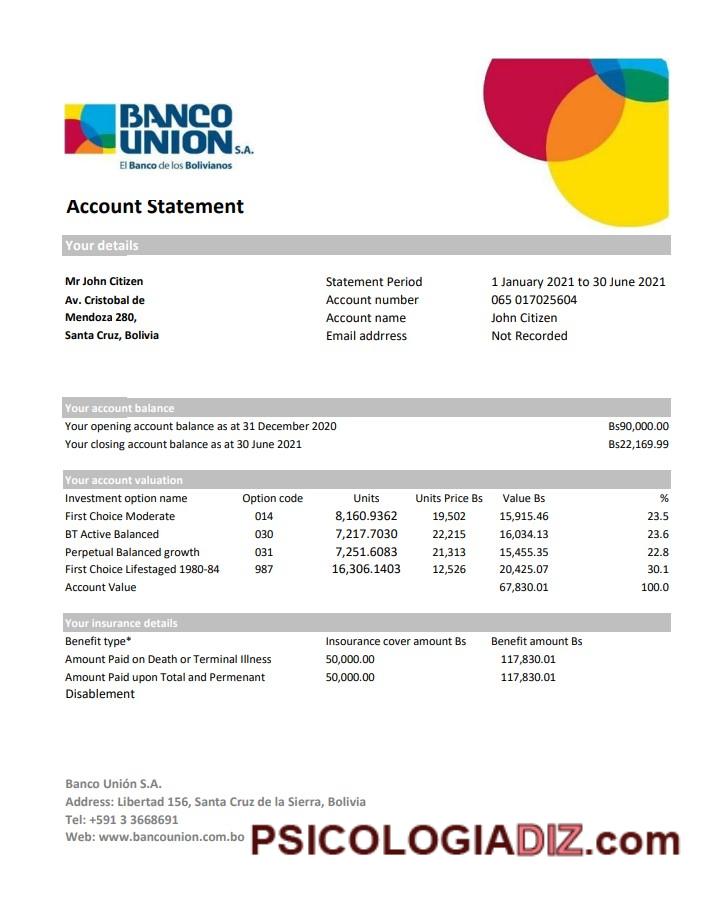 BANCO
UNION S.A.
El Banco de los Bolivianos
Account Statement
Your details
Mr John Citizen Statement Period 1 January 2021 to 30 June 2021
Av. Cristobal de Account number 065 017025604
Mendoza 280, Account name John Citizen
Santa Cruz, Bolivia Email adrress Not Recorded
Your account balance
Your opening account balance as at 31 December 2020 Bs90,000.00
Your closing account balance as at 30 June 2021 Bs22,169.99
Your account valuation
Investment option name Option code Units Units Price Bs Value Bs %
First Choice Moderate 014 8,160.9362 19,502 15,915.46 23.5
BT Active Balanced 030 7,217.7030 22,215 16,034.13 23.6
Perpetual Balanced growth 031 7,251.6083 21,313 15,455.35 22.8
First Choice Lifestaged 1980-84 987 16,306.1403 12,526 20,425.07 30.1
Account Value 67,830.01 100.0
Your insurance details
Benefit type* Insourance cover amount Bs Benefit amount Bs
Amount Paid on Death or Terminal Illness 50,000.00 117,830.01
Amount Paid upon Total and Permenant 50,000.00 117,830.01
Disablement
Banco Unión S.A.
Address: Libertad 156, Santa Cruz de la Sierra, Bolivia
Tel: +591 3 3668691
Web: www.bancounion.com.bo
PSICOLOGIADIZ.com